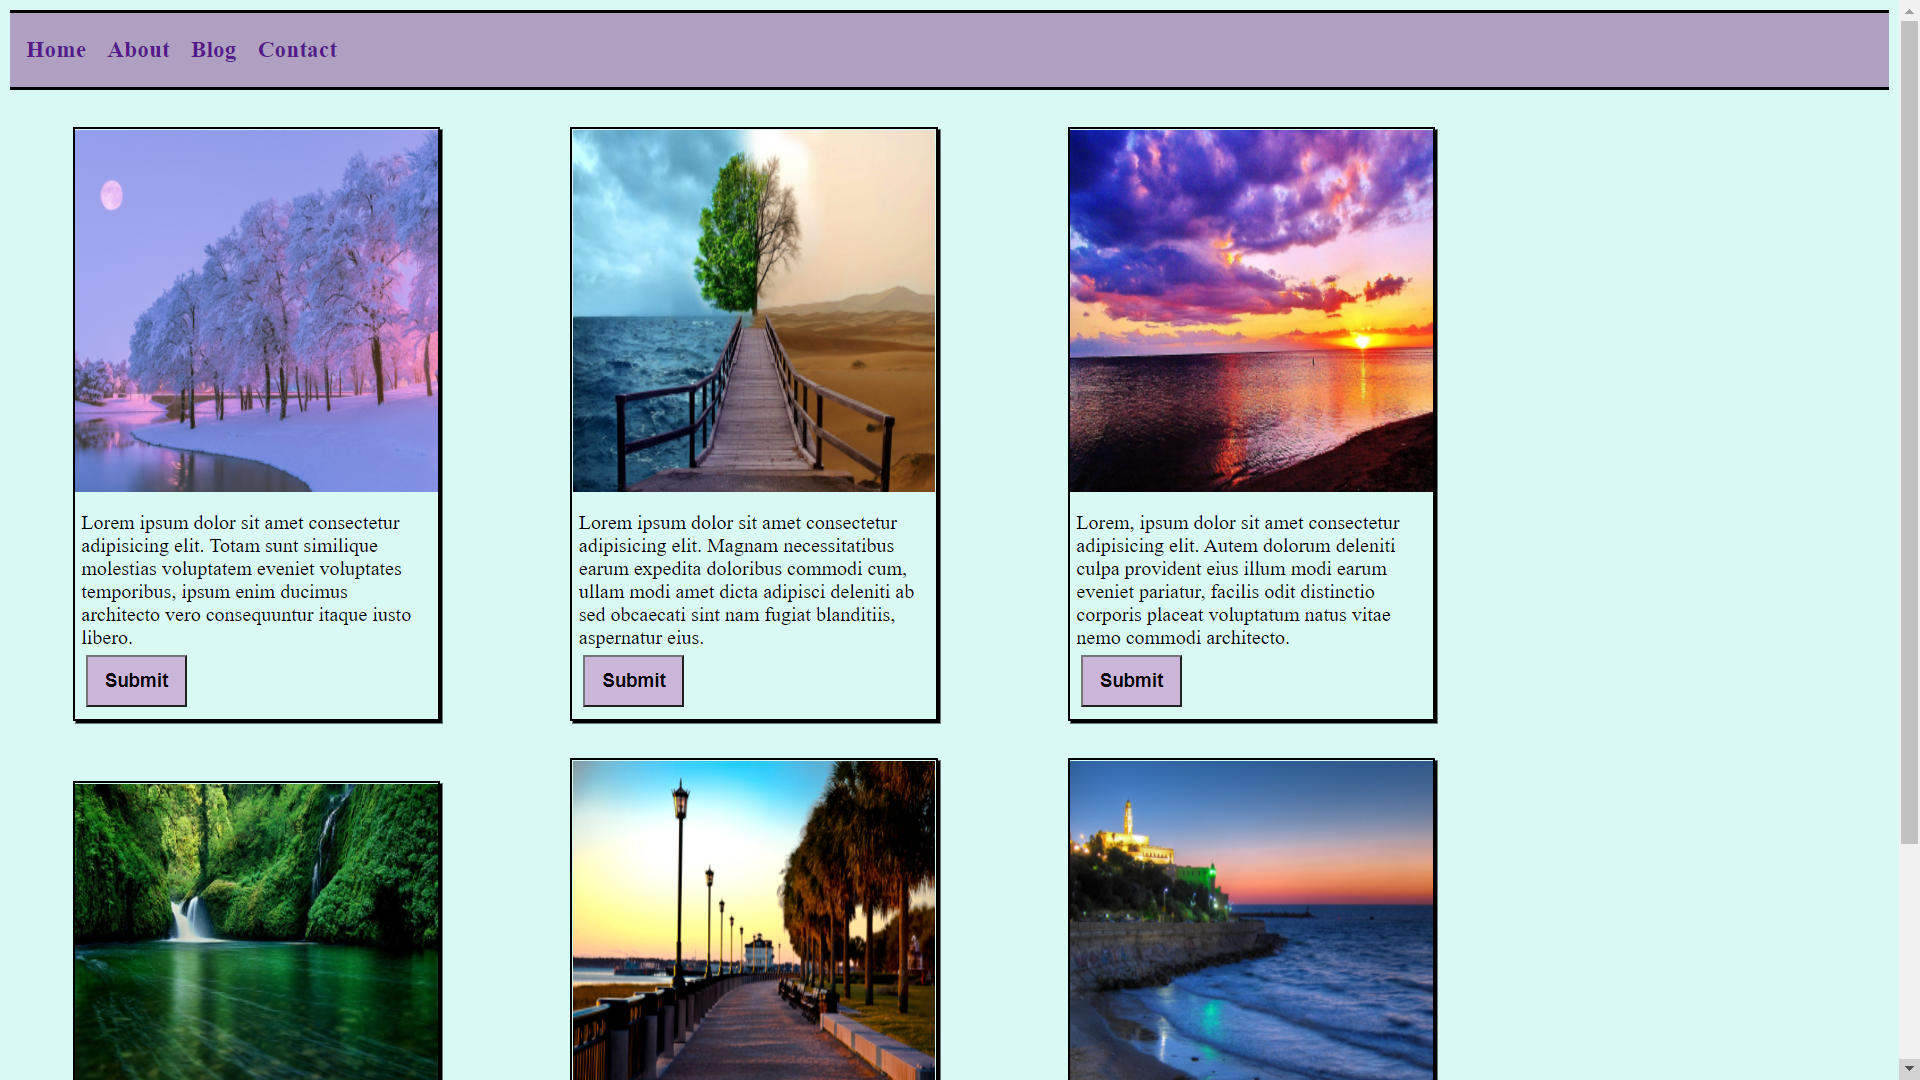 Home About Blog Contact
Lorem ipsum dolor sit amet consectetur
adipisicing elit. Totam sunt similique
molestias voluptatem eveniet voluptates
temporibus, ipsum enim ducimus
architecto vero consequuntur itaque iusto
libero.
Submit
Lorem ipsum dolor sit amet consectetur
adipisicing elit. Magnam necessitatibus
earum expedita doloribus commodi cum,
ullam modi amet dicta adipisci deleniti ab
sed obcaecati sint nam fugiat blanditiis,
aspernatur eius.
Submit
Lorem, ipsum dolor sit amet consectetur
adipisicing elit. Autem dolorum deleniti
culpa provident eius illum modi earum
eveniet pariatur, facilis odit distinctio
corporis placeat voluptatum natus vitae
nemo commodi architecto.
Submit